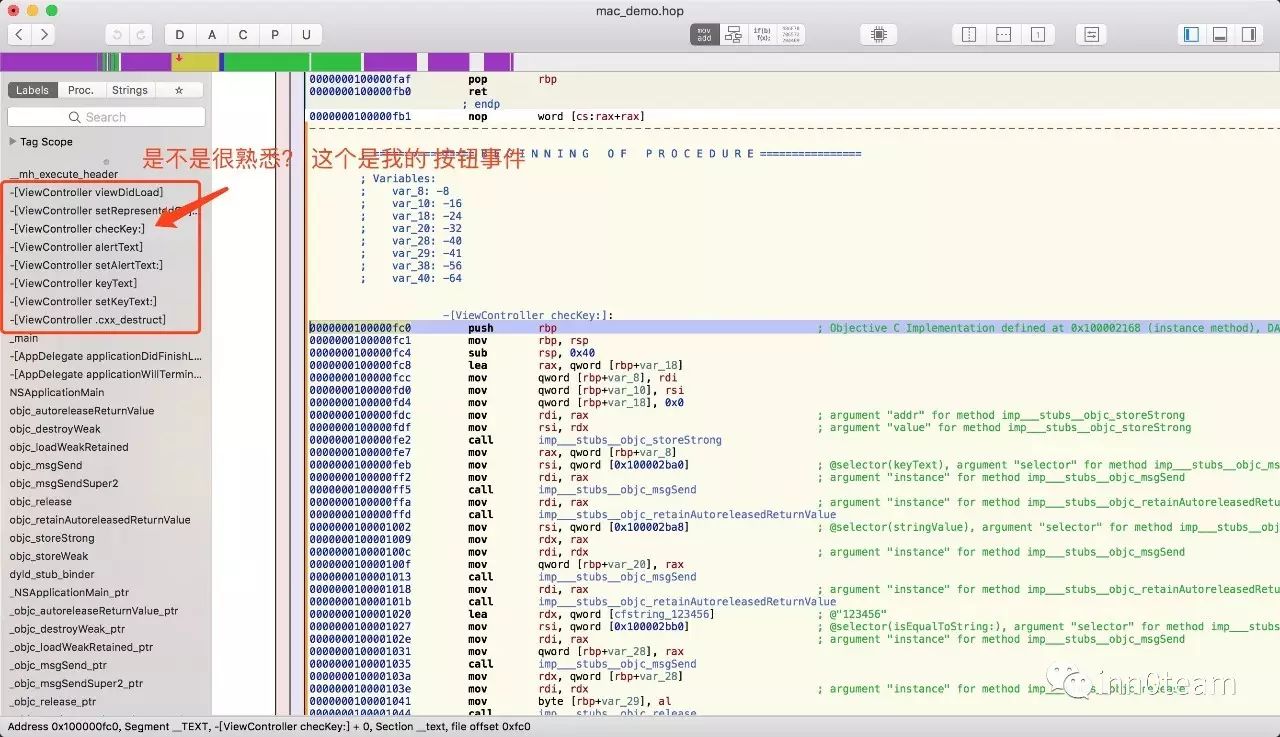 mac_demo.hop
D A C P U
mov add
if(b) f(x);
Labels Proc. Strings ☆
Search
Tag Scope
__mh_execute_header
-[ViewController viewDidLoad]
-[ViewController setRepresentedObj...
-[ViewController checKey:]
-[ViewController alertText]
-[ViewController setAlertText:]
-[ViewController keyText]
-[ViewController setKeyText:]
-[ViewController .cxx_destruct]
_main
-[AppDelegate applicationDidFinishL...
-[AppDelegate applicationWillTermin...
NSApplicationMain
objc_autoreleaseReturnValue
objc_destroyWeak
objc_loadWeakRetained
objc_msgSend
objc_msgSendSuper2
objc_release
objc_retainAutoreleasedReturnValue
objc_storeStrong
objc_storeWeak
dyld_stub_binder
_NSApplicationMain_ptr
_objc_autoreleaseReturnValue_ptr
_objc_destroyWeak_ptr
_objc_loadWeakRetained_ptr
_objc_msgSend_ptr
_objc_msgSendSuper2_ptr
_objc_release_ptr
是不是很熟悉? 这个是我的 按钮事件
0000000100000faf pop rbp
0000000100000fb0 ret
; endp
0000000100000fb1 nop word [cs:rax+rax]
INNING OF PROCEDURE ===============
; Variables:
; var_8: -8
; var_10: -16
; var_18: -24
; var_20: -32
; var_28: -40
; var_29: -41
; var_38: -56
; var_40: -64
-[ViewController checKey:]:
0000000100000fc0 push rbp ; Objective C Implementation defined at 0x100002168 (instance method), DA
0000000100000fc1 mov rbp, rsp
0000000100000fc4 sub rsp, 0x40
0000000100000fc8 lea rax, qword [rbp+var_18]
0000000100000fcc mov qword [rbp+var_8], rdi
0000000100000fd0 mov qword [rbp+var_10], rsi
0000000100000fd4 mov qword [rbp+var_18], 0x0
0000000100000fdc mov rdi, rax ; argument "addr" for method imp___stubs__objc_storeStrong
0000000100000fdf mov rsi, rdx ; argument "value" for method imp___stubs__objc_storeStrong
0000000100000fe2 call imp___stubs__objc_storeStrong
0000000100000fe7 mov rax, qword [rbp+var_8]
0000000100000feb mov rsi, qword [0x100002ba0] ; @selector(keyText), argument "selector" for method imp___stubs__objc_ms
0000000100000ff2 mov rdi, rax ; argument "instance" for method imp___stubs__objc_msgSend
0000000100000ff5 call imp___stubs__objc_msgSend
0000000100000ffa mov rdi, rax ; argument "instance" for method imp___stubs__objc_retainAutoreleasedReturn
0000000100000ffd call imp___stubs__objc_retainAutoreleasedReturnValue
0000000100001002 mov rsi, qword [0x100002ba8] ; @selector(stringValue), argument "selector" for method imp___stubs__obj
0000000100001009 mov rdx, rax
000000010000100c mov rdi, rdx ; argument "instance" for method imp___stubs__objc_msgSend
000000010000100f mov qword [rbp+var_20], rax
0000000100001013 call imp___stubs__objc_msgSend
0000000100001018 mov rdi, rax ; argument "instance" for method imp___stubs__objc_retainAutoreleasedReturn
000000010000101b call imp___stubs__objc_retainAutoreleasedReturnValue
0000000100001020 lea rdx, qword [cfstring_123456] ; @"123456"
0000000100001027 mov rsi, qword [0x100002bb0] ; @selector(isEqualToString:), argument "selector" for method imp___stubs
000000010000102e mov rdi, rax ; argument "instance" for method imp___stubs__objc_msgSend
0000000100001031 mov qword [rbp+var_28], rax
0000000100001035 call imp___stubs__objc_msgSend
000000010000103a mov rdx, qword [rbp+var_28]
000000010000103e mov rdi, rdx ; argument "instance" for method imp___stubs__objc_release
0000000100001041 mov byte [rbp+var_29], al
0000000100001044 call imp___stubs__objc_release
inn0team
Address 0x100000fc0, Segment __TEXT, -[ViewController checKey:] + 0, Section __text, file offset 0xfc0